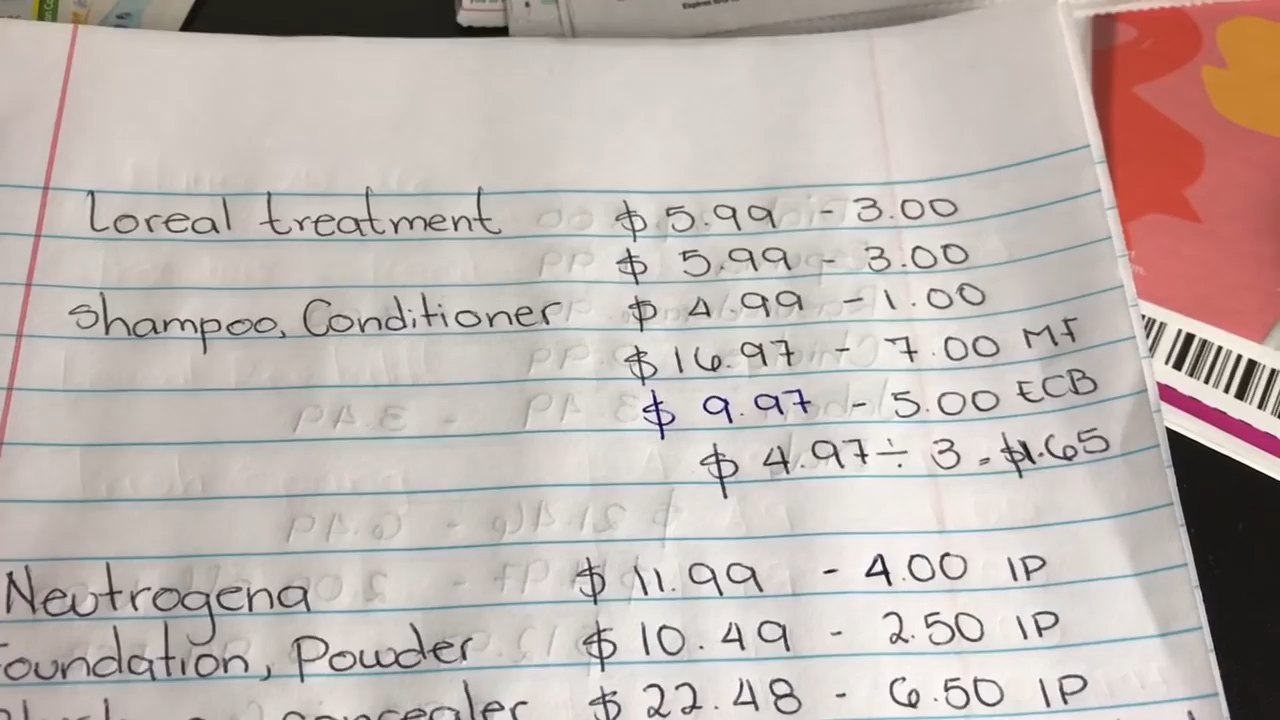 Loreal treatment $ 5.99 - 3.00
$ 5.99 - 3.00
Shampoo, Conditioner $ 4.99 - 1.00
$ 16.97 - 7.00 MF
$ 9.97 - 5.00 ECB
$ 4.97 ÷ 3 = $1.65
Neutrogena $ 11.99 - 4.00 IP
Foundation, Powder $ 10.49 - 2.50 IP
concealer $ 22.48 - 6.50 IP